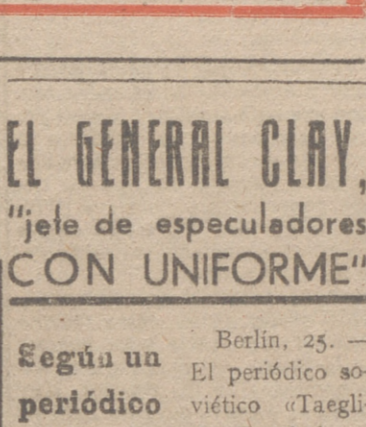 EL GENERAL CLAY,
"jefe de especuladores
CON UNIFORME"
Según un
periódico
Berlín, 25. —
El periódico so-
viético «Taegli-